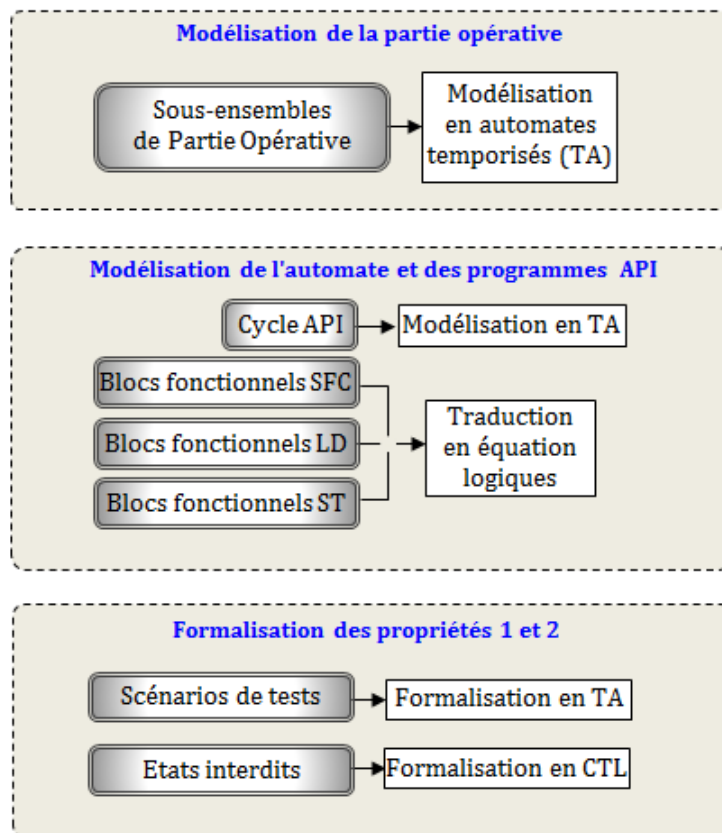 Modélisation de la partie opérative
Sous-ensembles
de Partie Opérative
Modélisation
en automates
temporisés (TA)
Modélisation de l'automate et des programmes API
Cycle API
Modélisation en TA
Blocs fonctionnels SFC
Blocs fonctionnels LD
Blocs fonctionnels ST
Traduction
en équation
logiques
Formalisation des propriétés 1 et 2
Scénarios de tests
Formalisation en TA
Etats interdits
Formalisation en CTL